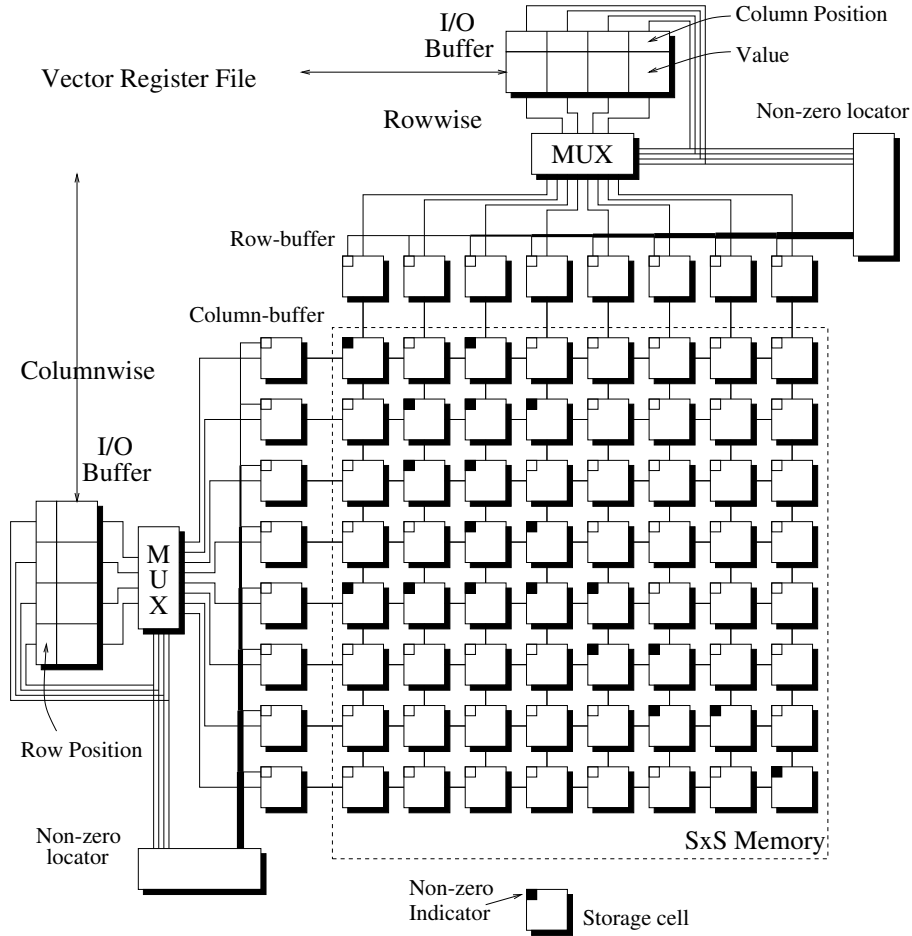 Column Position
I/O
Buffer
Value
Vector Register File
Non-zero locator
Rowwise
MUX
Row-buffer
Column-buffer
Columnwise
I/O
Buffer
M
U
X
Row Position
Non-zero
locator
SxS Memory
Non-zero
Indicator
Storage cell